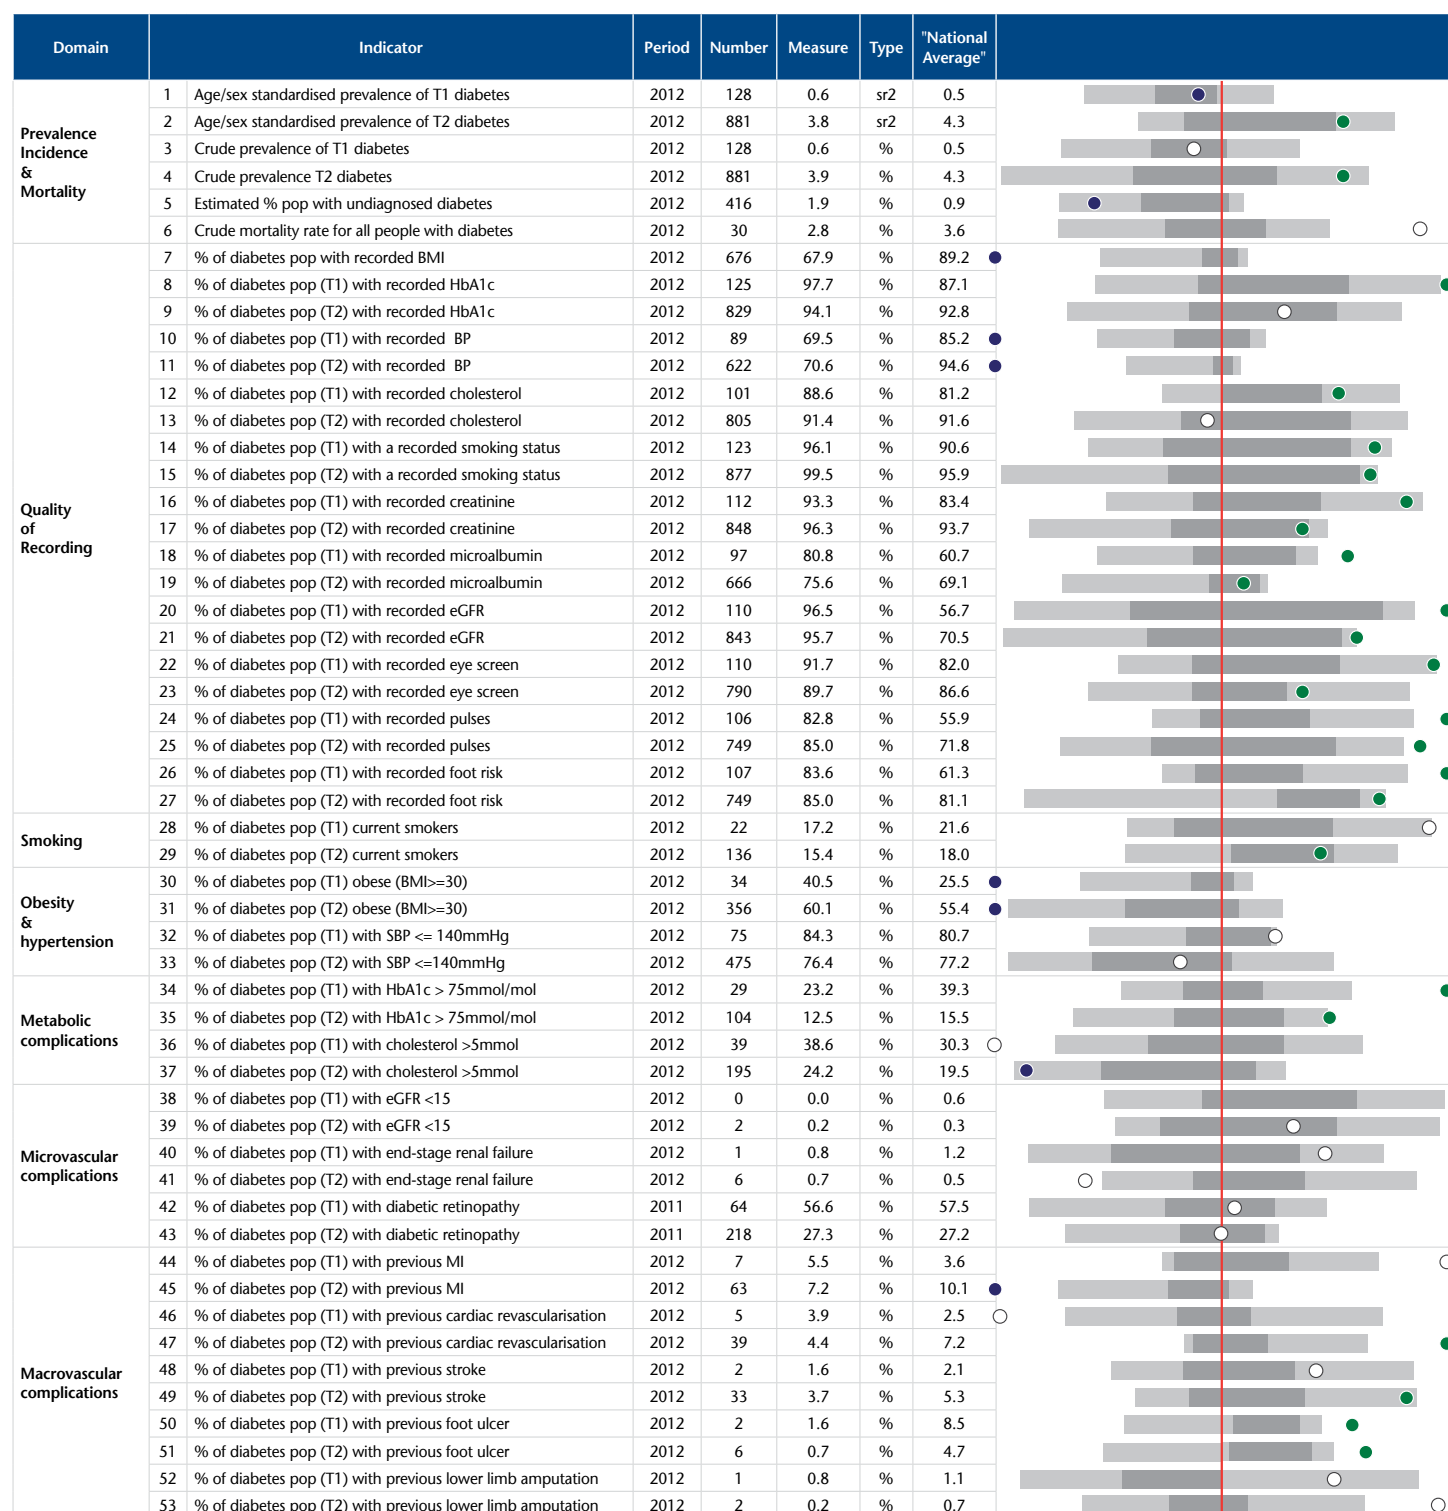 Domain Indicator Period Number Measure Type "National Average"
Prevalence Incidence & Mortality
1 Age/sex standardised prevalence of T1 diabetes 2012 128 0.6 sr2 0.5
2 Age/sex standardised prevalence of T2 diabetes 2012 881 3.8 sr2 4.3
3 Crude prevalence of T1 diabetes 2012 128 0.6 % 0.5
4 Crude prevalence T2 diabetes 2012 881 3.9 % 4.3
5 Estimated % pop with undiagnosed diabetes 2012 416 1.9 % 0.9
6 Crude mortality rate for all people with diabetes 2012 30 2.8 % 3.6
Quality of Recording
7 % of diabetes pop with recorded BMI 2012 676 67.9 % 89.2
8 % of diabetes pop (T1) with recorded HbA1c 2012 125 97.7 % 87.1
9 % of diabetes pop (T2) with recorded HbA1c 2012 829 94.1 % 92.8
10 % of diabetes pop (T1) with recorded BP 2012 89 69.5 % 85.2
11 % of diabetes pop (T2) with recorded BP 2012 622 70.6 % 94.6
12 % of diabetes pop (T1) with recorded cholesterol 2012 101 88.6 % 81.2
13 % of diabetes pop (T2) with recorded cholesterol 2012 805 91.4 % 91.6
14 % of diabetes pop (T1) with a recorded smoking status 2012 123 96.1 % 90.6
15 % of diabetes pop (T2) with a recorded smoking status 2012 877 99.5 % 95.9
16 % of diabetes pop (T1) with recorded creatinine 2012 112 93.3 % 83.4
17 % of diabetes pop (T2) with recorded creatinine 2012 848 96.3 % 93.7
18 % of diabetes pop (T1) with recorded microalbumin 2012 97 80.8 % 60.7
19 % of diabetes pop (T2) with recorded microalbumin 2012 666 75.6 % 69.1
20 % of diabetes pop (T1) with recorded eGFR 2012 110 96.5 % 56.7
21 % of diabetes pop (T2) with recorded eGFR 2012 843 95.7 % 70.5
22 % of diabetes pop (T1) with recorded eye screen 2012 110 91.7 % 82.0
23 % of diabetes pop (T2) with recorded eye screen 2012 790 89.7 % 86.6
24 % of diabetes pop (T1) with recorded pulses 2012 106 82.8 % 55.9
25 % of diabetes pop (T2) with recorded pulses 2012 749 85.0 % 71.8
26 % of diabetes pop (T1) with recorded foot risk 2012 107 83.6 % 61.3
27 % of diabetes pop (T2) with recorded foot risk 2012 749 85.0 % 81.1
Smoking
28 % of diabetes pop (T1) current smokers 2012 22 17.2 % 21.6
29 % of diabetes pop (T2) current smokers 2012 136 15.4 % 18.0
Obesity & hypertension
30 % of diabetes pop (T1) obese (BMI>=30) 2012 34 40.5 % 25.5
31 % of diabetes pop (T2) obese (BMI>=30) 2012 356 60.1 % 55.4
32 % of diabetes pop (T1) with SBP <= 140mmHg 2012 75 84.3 % 80.7
33 % of diabetes pop (T2) with SBP <=140mmHg 2012 475 76.4 % 77.2
Metabolic complications
34 % of diabetes pop (T1) with HbA1c > 75mmol/mol 2012 29 23.2 % 39.3
35 % of diabetes pop (T2) with HbA1c > 75mmol/mol 2012 104 12.5 % 15.5
36 % of diabetes pop (T1) with cholesterol >5mmol 2012 39 38.6 % 30.3
37 % of diabetes pop (T2) with cholesterol >5mmol 2012 195 24.2 % 19.5
Microvascular complications
38 % of diabetes pop (T1) with eGFR <15 2012 0 0.0 % 0.6
39 % of diabetes pop (T2) with eGFR <15 2012 2 0.2 % 0.3
40 % of diabetes pop (T1) with end-stage renal failure 2012 1 0.8 % 1.2
41 % of diabetes pop (T2) with end-stage renal failure 2012 6 0.7 % 0.5
42 % of diabetes pop (T1) with diabetic retinopathy 2011 64 56.6 % 57.5
43 % of diabetes pop (T2) with diabetic retinopathy 2011 218 27.3 % 27.2
Macrovascular complications
44 % of diabetes pop (T1) with previous MI 2012 7 5.5 % 3.6
45 % of diabetes pop (T2) with previous MI 2012 63 7.2 % 10.1
46 % of diabetes pop (T1) with previous cardiac revascularisation 2012 5 3.9 % 2.5
47 % of diabetes pop (T2) with previous cardiac revascularisation 2012 39 4.4 % 7.2
48 % of diabetes pop (T1) with previous stroke 2012 2 1.6 % 2.1
49 % of diabetes pop (T2) with previous stroke 2012 33 3.7 % 5.3
50 % of diabetes pop (T1) with previous foot ulcer 2012 2 1.6 % 8.5
51 % of diabetes pop (T2) with previous foot ulcer 2012 6 0.7 % 4.7
52 % of diabetes pop (T1) with previous lower limb amputation 2012 1 0.8 % 1.1
53 % of diabetes pop (T2) with previous lower limb amputation 2012 2 0.2 % 0.7